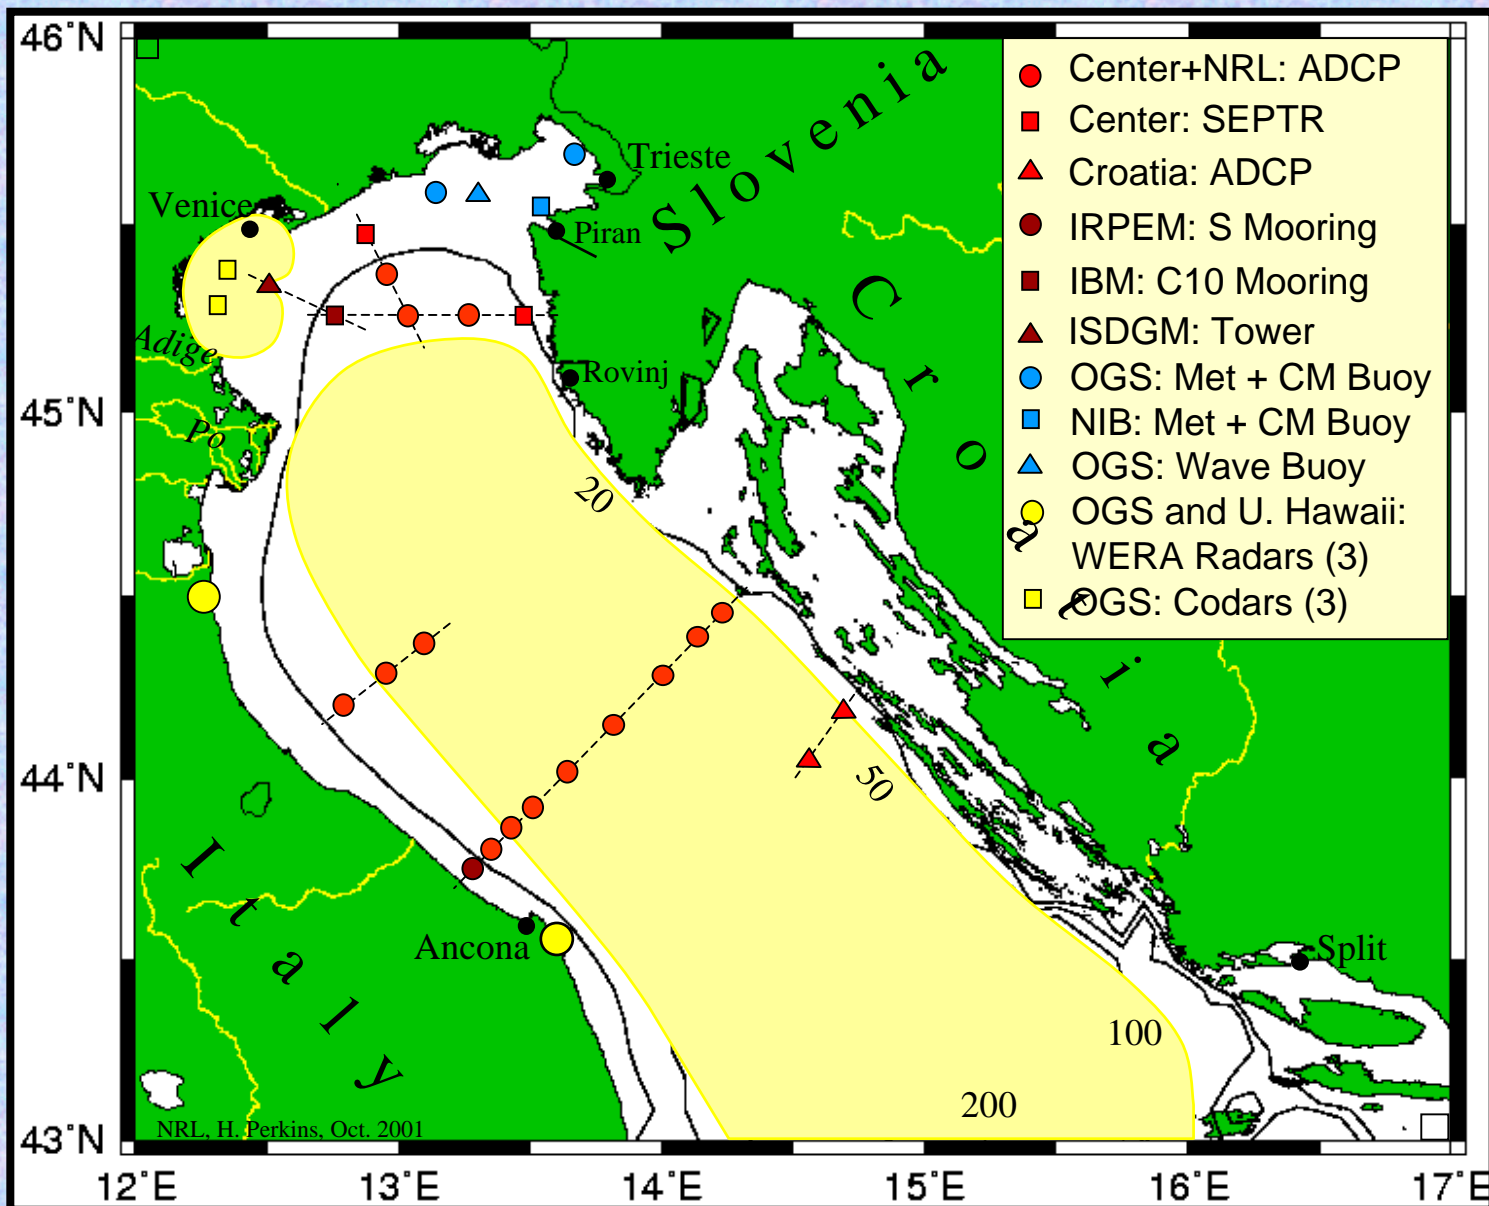 46°N
45°N
44°N
43°N
12°E
13°E
14°E
15°E
16°E
17°E
Center+NRL: ADCP
Center: SEPTR
Croatia: ADCP
IRPEM: S Mooring
IBM: C10 Mooring
ISDGM: Tower
OGS: Met + CM Buoy
NIB: Met + CM Buoy
OGS: Wave Buoy
OGS and U. Hawaii:
WERA Radars (3)
OGS: Codars (3)
Slovenia
Croatia
Italy
Trieste
Venice
Piran
Adige
Rovinj
Po
20
50
Ancona
Split
100
200
NRL, H. Perkins, Oct. 2001